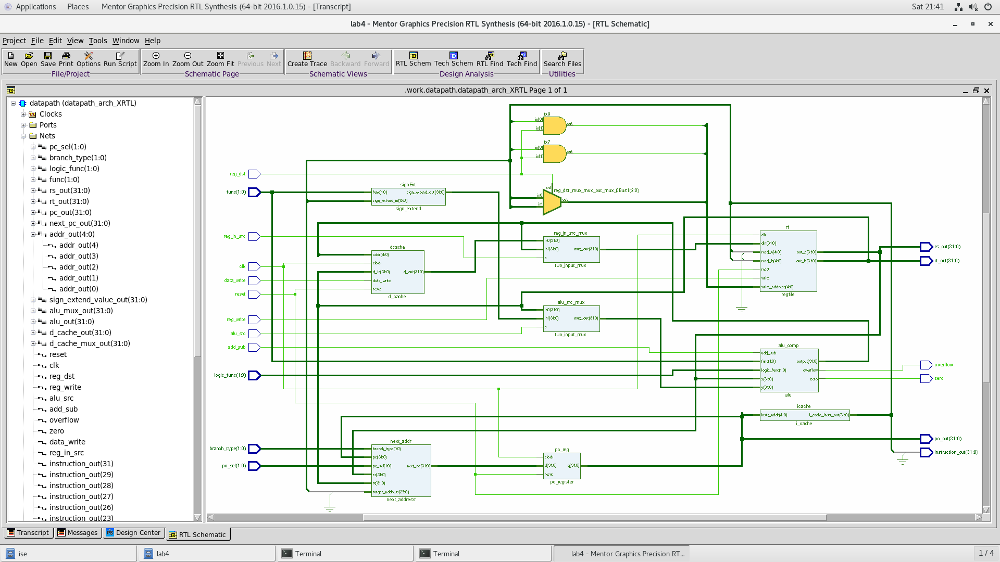 Applications Places Mentor Graphics Precision RTL Synthesis (64-bit 2016.1.0.15) - [Transcript] Sat 21:41
lab4 - Mentor Graphics Precision RTL Synthesis (64-bit 2016.1.0.15) - [RTL Schematic]
Project File Edit View Tools Window Help
New Open Save Print Options Run Script Zoom In Zoom Out Zoom Fit Previous Next Create Trace Backward Forward RTL Schem Tech Schem RTL Find Tech Find Search Files
File/Project Schematic Page Schematic Views Design Analysis Utilities
.work.datapath.datapath_arch_XRTL Page 1 of 1
datapath (datapath_arch_XRTL)
Clocks
Ports
Nets
pc_sel(1:0)
branch_type(1:0)
logic_func(1:0)
func(1:0)
rs_out(31:0)
rt_out(31:0)
pc_out(31:0)
next_pc_out(31:0)
addr_out(4:0)
addr_out(4)
addr_out(3)
addr_out(2)
addr_out(1)
addr_out(0)
sign_extend_value_out(31:0)
alu_mux_out(31:0)
alu_out(31:0)
d_cache_out(31:0)
d_cache_mux_out(31:0)
reset
clk
reg_dst
reg_write
alu_src
add_sub
overflow
zero
data_write
reg_in_src
instruction_out(31)
instruction_out(29)
instruction_out(28)
instruction_out(27)
instruction_out(26)
instruction_out(23)
reg_dst
func(1:0)
reg_in_src
clk
data_write
reset
reg_write
alu_src
add_sub
logic_func(1:0)
branch_type(1:0)
pc_sel(1:0)
ix9
in[0]
in[1]
out
ix7
in[0]
in[1]
out
sel
reg_dst_mux_mux_out_mux_0Bus1(2:0)
in0
in1
out
signExt
func(1:0) sign_extend_out(31:0)
sign_extend_in(15:0)
sign_extend
dcache
addr(4:0)
clock
d_in(31:0) d_out(31:0)
data_write
reset
d_cache
reg_in_src_mux
in0(31:0)
in1(31:0) mux_out(31:0)
s
two_input_mux
alu_src_mux
in0(31:0)
in1(31:0) mux_out(31:0)
s
two_input_mux
rf
clk
din(31:0)
read_a(4:0) out_a(31:0)
read_b(4:0) out_b(31:0)
reset
write
write_address(4:0)
regfile
alu_comp
add_sub
func(1:0) output(31:0)
logic_func(1:0) overflow
x(31:0) zero
y(31:0)
alu
icache
instr_addr(4:0) i_cache_instr_out(31:0)
i_cache
next_addr
branch_type(1:0)
pc(31:0)
pc_sel(1:0) next_pc(31:0)
rs(31:0)
rt(31:0)
target_address(25:0)
next_address
pc_reg
clock
d(31:0) q(31:0)
reset
pc_register
rs_out(31:0)
rt_out(31:0)
overflow
zero
pc_out(31:0)
instruction_out(31:0)
Transcript Messages Design Center RTL Schematic
ise lab4 Terminal Terminal lab4 - Mentor Graphics Precision RT... 1 / 4